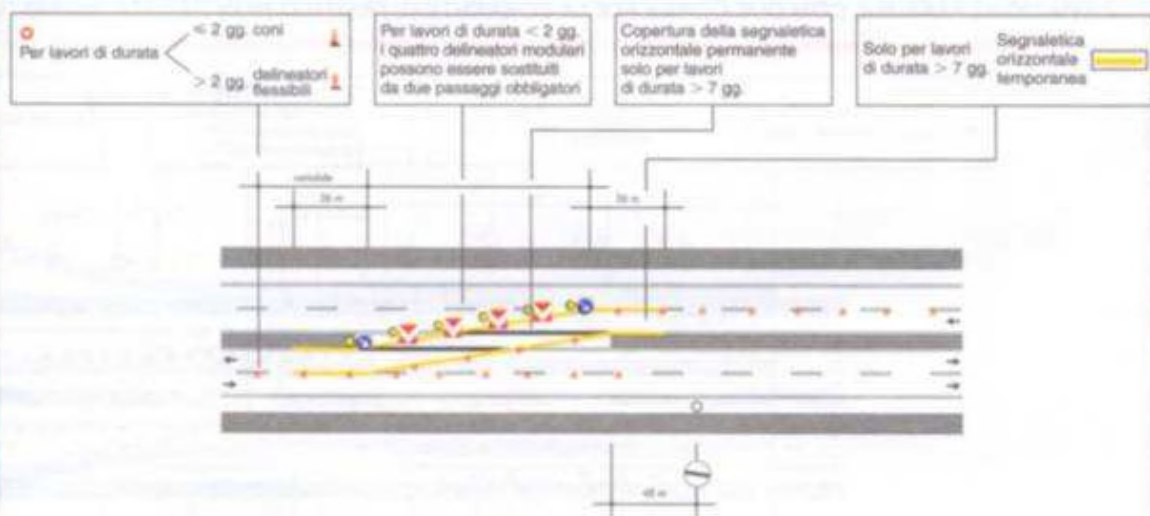 ≤ 2 gg. coni
Per lavori di durata
> 2 gg. delineatori
flessibili
Per lavori di durata < 2 gg.
i quattro delineatori modulari
possono essere sostituiti
da due passaggi obbligatori
Copertura della segnaletica
orizzontale permanente
solo per lavori
di durata > 7 gg.
Solo per lavori
di durata > 7 gg.
Segnaletica
orizzontale
temporanea
variabile
36 m
48 m